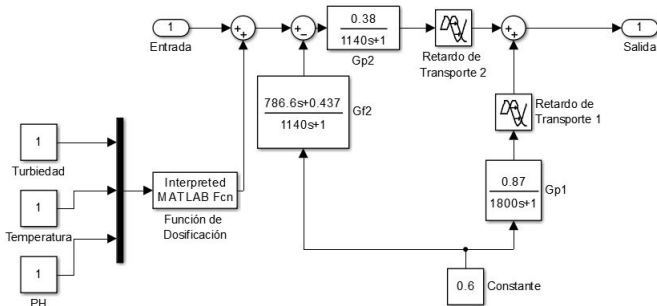 1
Entrada
0.38
1140s+1
Gp2
Retardo de
Transporte 2
1
Salida
786.6s+0.437
1140s+1
Gf2
Retardo de
Transporte 1
1
Turbiedad
1
Temperatura
1
PH
Interpreted
MATLAB Fcn
Función de
Dosificación
0.87
1800s+1
Gp1
0.6
Constante